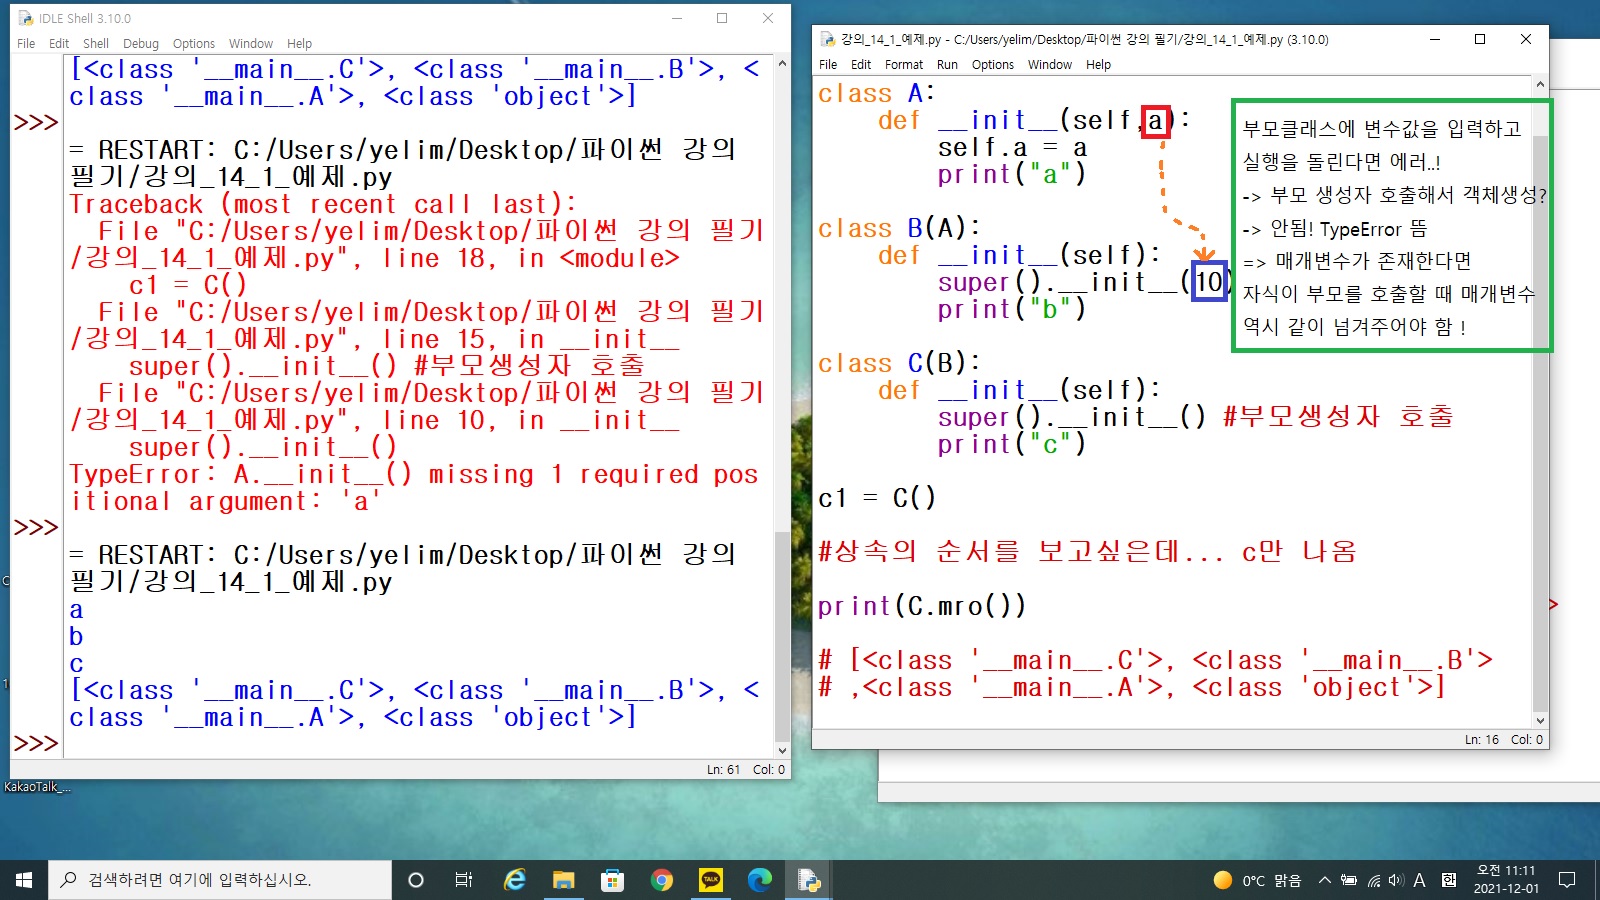 IDLE Shell 3.10.0
File Edit Shell Debug Options Window Help
[<class '__main__.C'>, <class '__main__.B'>, <
class '__main__.A'>, <class 'object'>]
>>>
= RESTART: C:/Users/yelim/Desktop/파이썬 강의
필기/강의_14_1_예제.py
Traceback (most recent call last):
  File "C:/Users/yelim/Desktop/파이썬 강의 필기
/강의_14_1_예제.py", line 18, in <module>
    c1 = C()
  File "C:/Users/yelim/Desktop/파이썬 강의 필기
/강의_14_1_예제.py", line 15, in __init__
    super().__init__() #부모생성자 호출
  File "C:/Users/yelim/Desktop/파이썬 강의 필기
/강의_14_1_예제.py", line 10, in __init__
    super().__init__()
TypeError: A.__init__() missing 1 required pos
itional argument: 'a'
>>>
= RESTART: C:/Users/yelim/Desktop/파이썬 강의
필기/강의_14_1_예제.py
a
b
c
[<class '__main__.C'>, <class '__main__.B'>, <
class '__main__.A'>, <class 'object'>]
>>>
Ln: 61 Col: 0
강의_14_1_예제.py - C:/Users/yelim/Desktop/파이썬 강의 필기/강의_14_1_예제.py (3.10.0)
File Edit Format Run Options Window Help
class A:
    def __init__(self,a):
        self.a = a
        print("a")
class B(A):
    def __init__(self):
        super().__init__(10)
        print("b")
class C(B):
    def __init__(self):
        super().__init__() #부모생성자 호출
        print("c")
c1 = C()
#상속의 순서를 보고싶은데... c만 나옴
print(C.mro())
# [<class '__main__.C'>, <class '__main__.B'>
# ,<class '__main__.A'>, <class 'object'>]
Ln: 16 Col: 0
부모클래스에 변수값을 입력하고
실행을 돌린다면 에러..!
-> 부모 생성자 호출해서 객체생성?
-> 안됨! TypeError 뜸
=> 매개변수가 존재한다면
자식이 부모를 호출할 때 매개변수
역시 같이 넘겨주어야 함 !
KakaoTalk_...
검색하려면 여기에 입력하십시오.
TALK
0°C 맑음
A
한
오전 11:11
2021-12-01